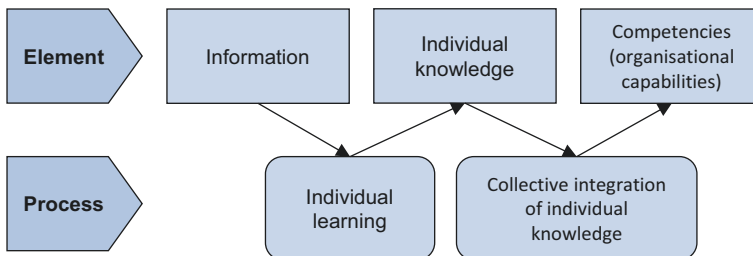 Element
Information
Individual
knowledge
Competencies
(organisational
capabilities)
Process
Individual
learning
Collective integration
of individual
knowledge